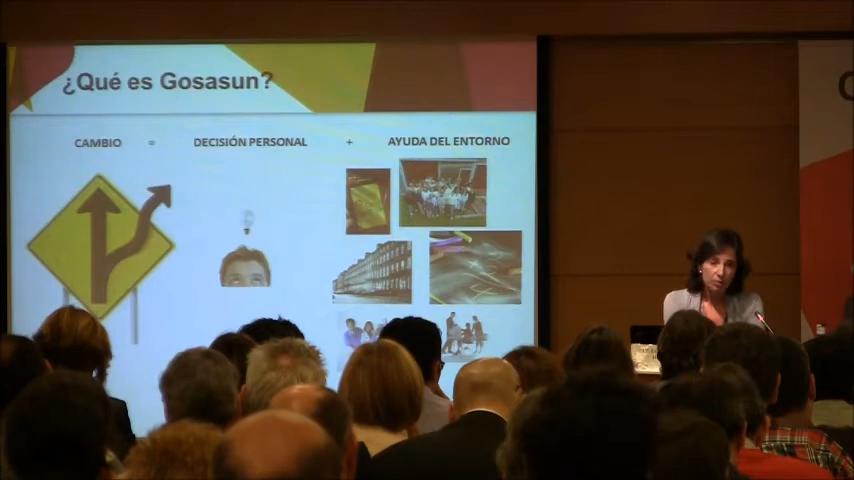 ¿Qué es Gosasun?
CAMBIO = DECISIÓN PERSONAL + AYUDA DEL ENTORNO